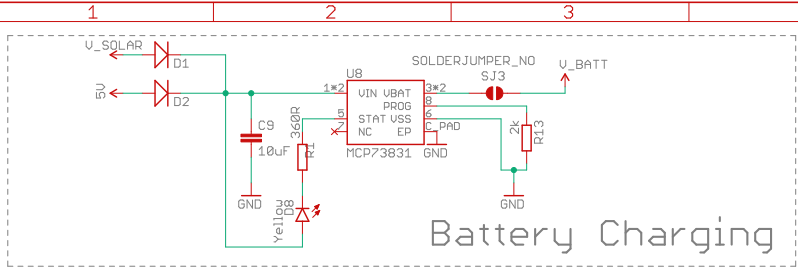 1 2 3
V_SOLAR
D1
5V
D2
C9
10uF
GND
360R
R1
Yellow
D8
U8
1*2 VIN VBAT 3*2
PROG 8
5 STAT VSS 6
7 NC EP C_PAD
MCP73831
GND
SOLDERJUMPER_NO
SJ3
V_BATT
2k
R13
GND
Battery Charging